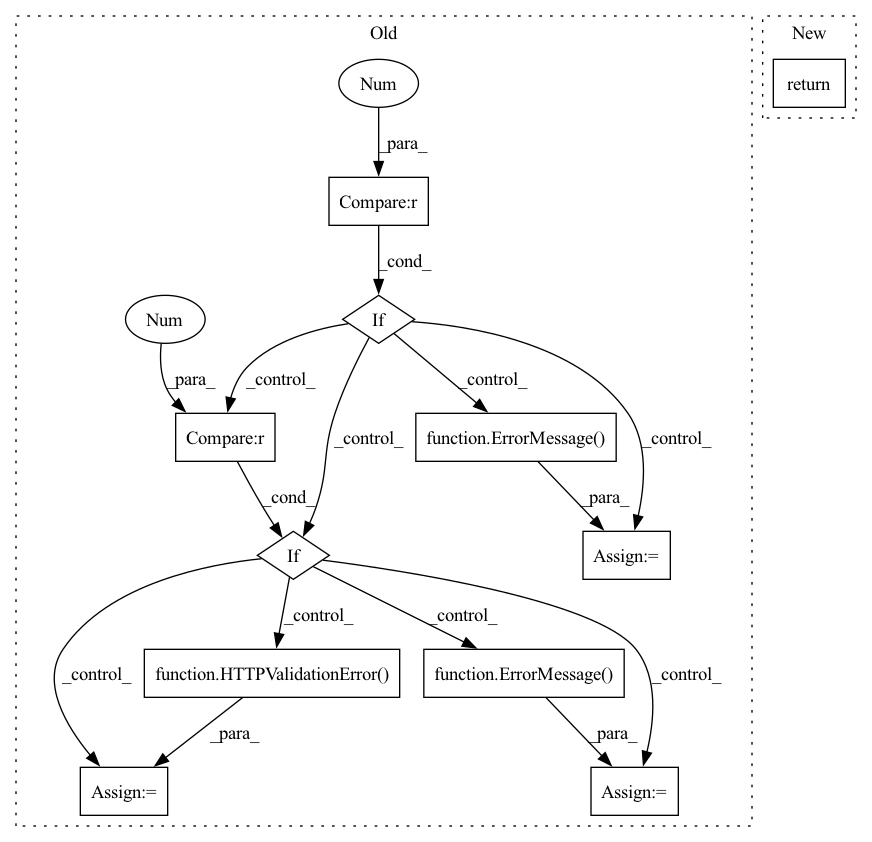 Old
New
Num
return
_para_
Compare:r
_cond_
Num
If
_para_
_control_
_control_
_control_
_control_
Compare:r
function.ErrorMessage()
_cond_
_para_
If
Assign:=
_control_
_control_
_control_
_control_
function.HTTPValidationError()
function.ErrorMessage()
_para_
_para_
Assign:=
Assign:=